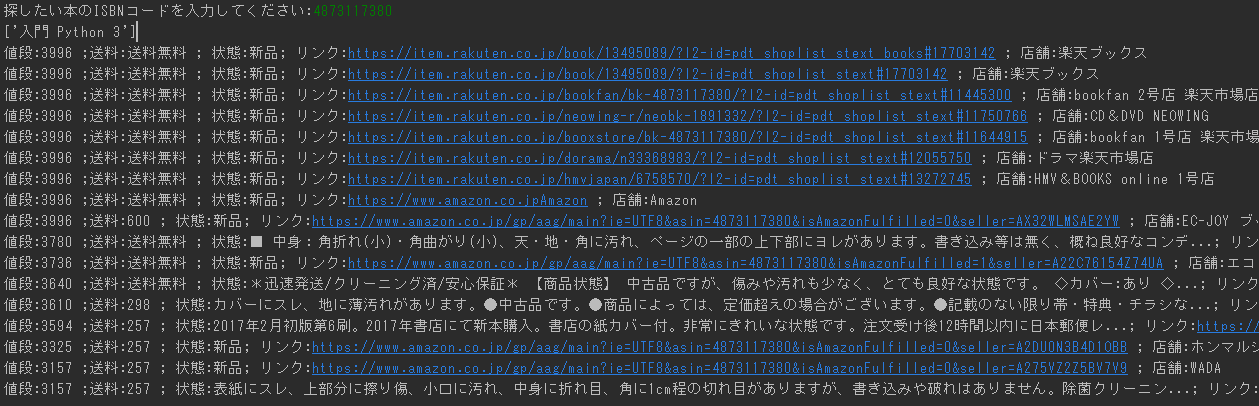 探したい本のISBNコードを入力してください:4873117380
['入門 Python 3']
値段:3996 ;送料:送料無料 ; 状態:新品; リンク:https://item.rakuten.co.jp/book/13495089/?l2-id=pdt_shoplist_stext_books#17703142 ; 店舗:楽天ブックス
値段:3996 ;送料:送料無料 ; 状態:新品; リンク:https://item.rakuten.co.jp/book/13495089/?l2-id=pdt_shoplist_stext#17703142 ; 店舗:楽天ブックス
値段:3996 ;送料:送料無料 ; 状態:新品; リンク:https://item.rakuten.co.jp/bookfan/bk-4873117380/?l2-id=pdt_shoplist_stext#11445300 ; 店舗:bookfan 2号店 楽天市場店
値段:3996 ;送料:送料無料 ; 状態:新品; リンク:https://item.rakuten.co.jp/neowing-r/neobk-1891332/?l2-id=pdt_shoplist_stext#11750766 ; 店舗:CD&DVD NEOWING
値段:3996 ;送料:送料無料 ; 状態:新品; リンク:https://item.rakuten.co.jp/booxstore/bk-4873117380/?l2-id=pdt_shoplist_stext#11644915 ; 店舗:bookfan 1号店 楽天市場
値段:3996 ;送料:送料無料 ; 状態:新品; リンク:https://item.rakuten.co.jp/dorama/n33368983/?l2-id=pdt_shoplist_stext#12055750 ; 店舗:ドラマ楽天市場店
値段:3996 ;送料:送料無料 ; 状態:新品; リンク:https://item.rakuten.co.jp/hmvjapan/6758570/?l2-id=pdt_shoplist_stext#13272745 ; 店舗:HMV&BOOKS online 1号店
値段:3996 ;送料:送料無料 ; 状態:新品; リンク:https://www.amazon.co.jpAmazon ; 店舗:Amazon
値段:3996 ;送料:600 ; 状態:新品; リンク:https://www.amazon.co.jp/gp/aag/main?ie=UTF8&asin=4873117380&isAmazonFulfilled=0&seller=AX32WLMSAE2YW ; 店舗:EC-JOY ブッ
値段:3780 ;送料:送料無料 ; 状態:■ 中身：角折れ(小)・角曲がり(小)、天・地・角に汚れ、ページの一部の上下部にヨレがあります。書き込み等は無く、概ね良好なコンデ...; リン
値段:3736 ;送料:送料無料 ; 状態:新品; リンク:https://www.amazon.co.jp/gp/aag/main?ie=UTF8&asin=4873117380&isAmazonFulfilled=1&seller=A22C76154Z74UA ; 店舗:エコ
値段:3640 ;送料:送料無料 ; 状態:＊迅速発送/クリーニング済/安心保証＊ 【商品状態】 中古品ですが、傷みや汚れも少なく、とても良好な状態です。 ◇カバー:あり ◇...; リンク
値段:3610 ;送料:298 ; 状態:カバーにスレ、地に薄汚れがあります。●中古品です。●商品によっては、定価超えの場合がございます。●記載のない限り帯・特典・チラシな...; リンク
値段:3594 ;送料:257 ; 状態:2017年2月初版第6刷。2017年書店にて新本購入。書店の紙カバー付。非常にきれいな状態です。注文受け後12時間以内に日本郵便レ...; リンク:https://
値段:3325 ;送料:257 ; 状態:新品; リンク:https://www.amazon.co.jp/gp/aag/main?ie=UTF8&asin=4873117380&isAmazonFulfilled=0&seller=A2DUON3B4D1OBB ; 店舗:ホンマルシ
値段:3157 ;送料:257 ; 状態:新品; リンク:https://www.amazon.co.jp/gp/aag/main?ie=UTF8&asin=4873117380&isAmazonFulfilled=0&seller=A275VZ2Z5BV7V9 ; 店舗:WADA
値段:3157 ;送料:257 ; 状態:表紙にスレ、上部分に擦り傷、小口に汚れ、中身に折れ目、角に1cm程の切れ目がありますが、書き込みや破れはありません。除菌クリーニン...; リンク: